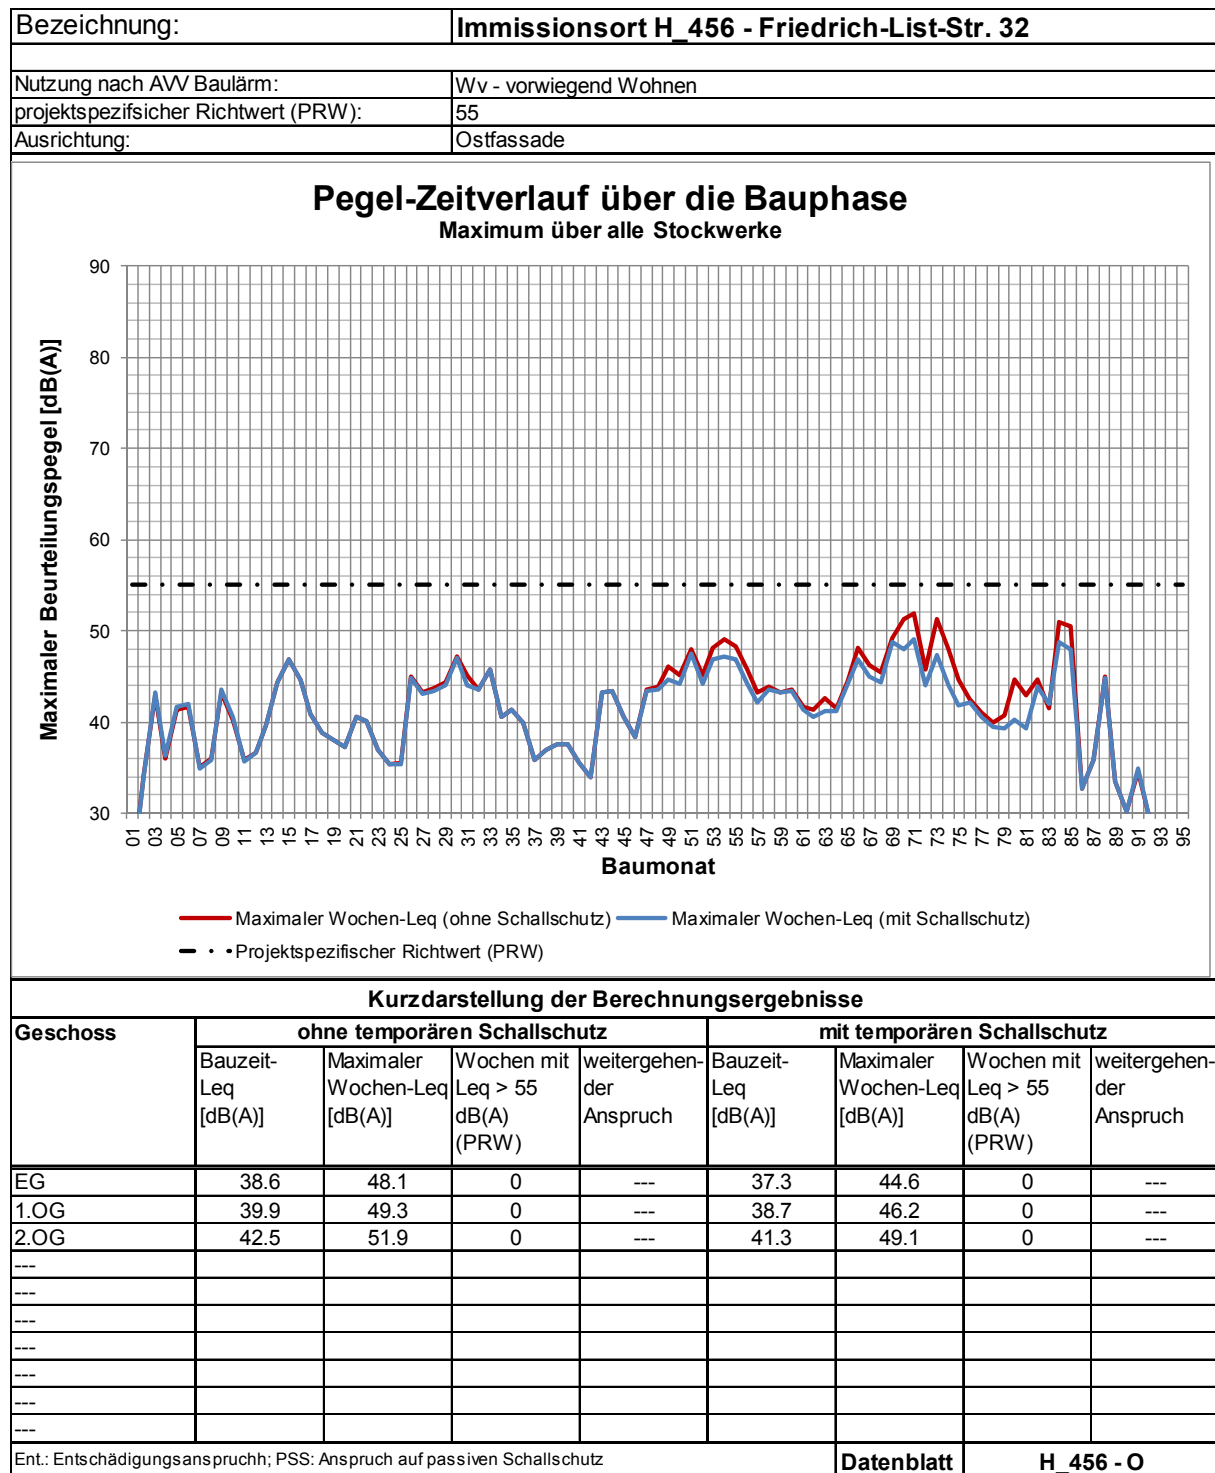 Bezeichnung: Immissionsort H_456 - Friedrich-List-Str. 32
Nutzung nach AVV Baulärm: Wv - vorwiegend Wohnen
projektspezifsicher Richtwert (PRW): 55
Ausrichtung: Ostfassade
Pegel-Zeitverlauf über die Bauphase
Maximum über alle Stockwerke
Maximaler Beurteilungspegel [dB(A)]
90
80
70
60
50
40
30
01 03 05 07 09 11 13 15 17 19 21 23 25 27 29 31 33 35 37 39 41 43 45 47 49 51 53 55 57 59 61 63 65 67 69 71 73 75 77 79 81 83 85 87 89 91 93 95
Baumonat
Maximaler Wochen-Leq (ohne Schallschutz) Maximaler Wochen-Leq (mit Schallschutz)
Projektspezifischer Richtwert (PRW)
Kurzdarstellung der Berechnungsergebnisse
Geschoss ohne temporären Schallschutz mit temporären Schallschutz
Bauzeit- Maximaler Wochen mit weitergehen- Bauzeit- Maximaler Wochen mit weitergehen-
Leq Wochen-Leq Leq > 55 der Leq Wochen-Leq Leq > 55 der
[dB(A)] [dB(A)] dB(A) Anspruch [dB(A)] [dB(A)] dB(A) Anspruch
(PRW) (PRW)
EG 38.6 48.1 0 --- 37.3 44.6 0 ---
1.OG 39.9 49.3 0 --- 38.7 46.2 0 ---
2.OG 42.5 51.9 0 --- 41.3 49.1 0 ---
---
---
---
---
---
---
---
Ent.: Entschädigungsanspruchh; PSS: Anspruch auf passiven Schallschutz Datenblatt H_456 - O